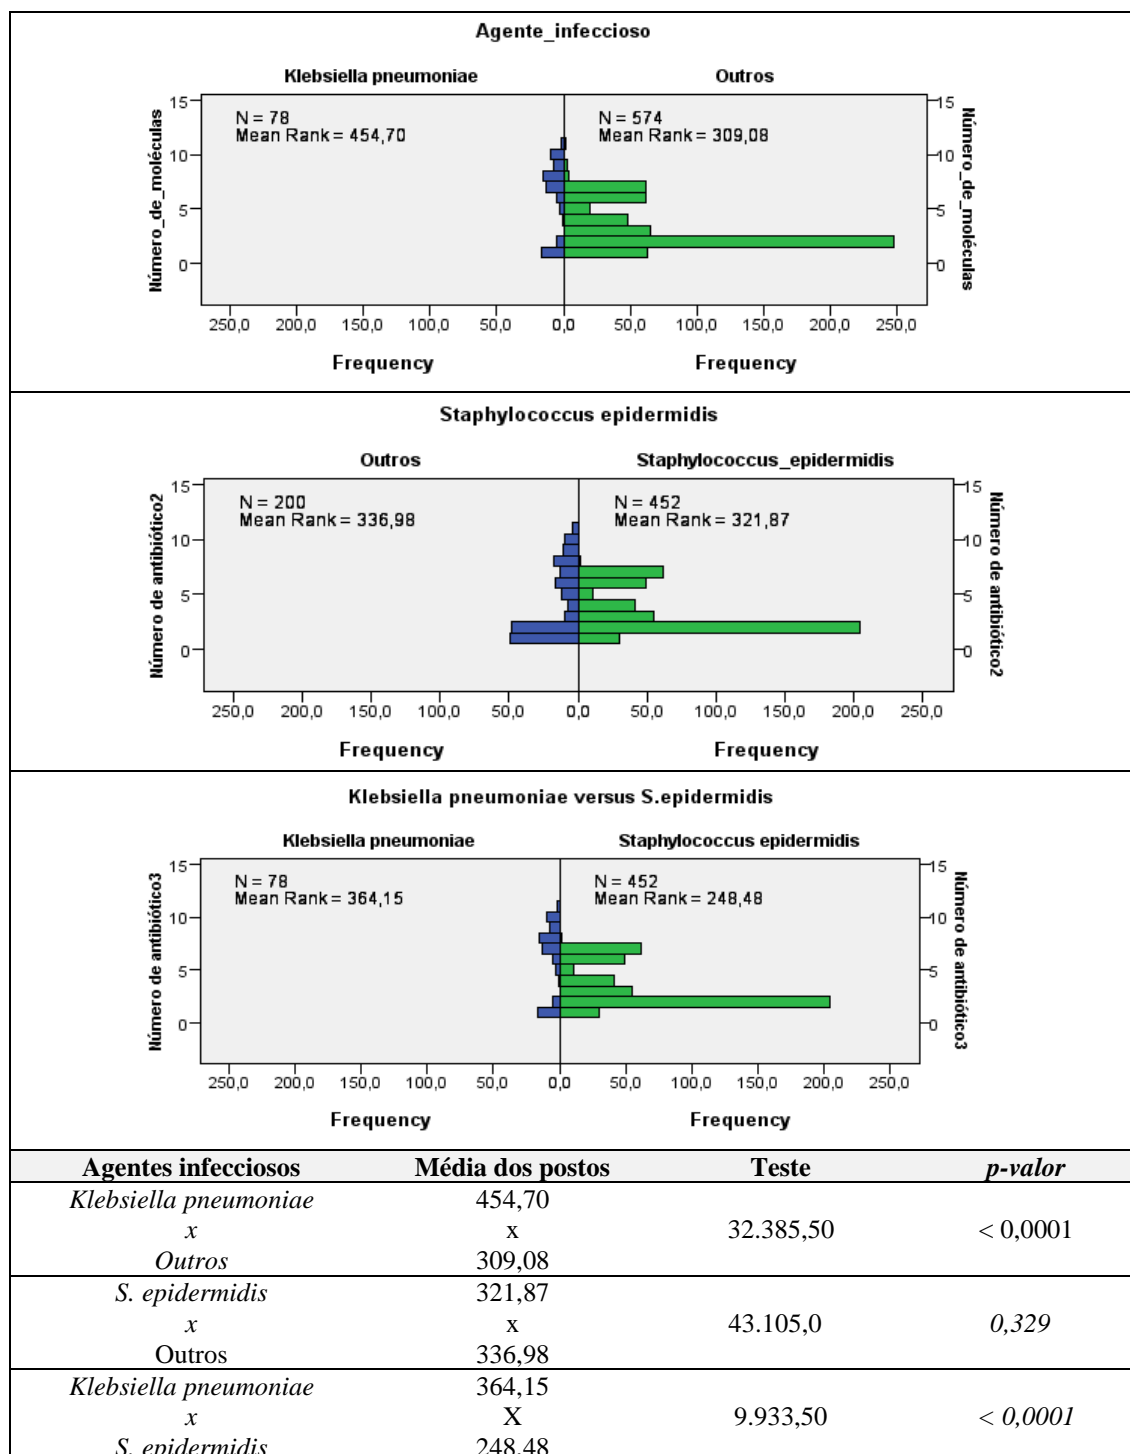 Agente_infeccioso
Klebsiella pneumoniae Outros
N = 78 N = 574
Mean Rank = 454,70 Mean Rank = 309,08
Número_de_moléculas
15
10
5
0
15
10
5
0
Número_de_moléculas
250,0 200,0 150,0 100,0 50,0 0,0 50,0 100,0 150,0 200,0 250,0
Frequency Frequency
Staphylococcus epidermidis
Outros Staphylococcus_epidermidis
N = 200 N = 452
Mean Rank = 336,98 Mean Rank = 321,87
Número de antibiótico2
15
10
5
0
15
10
5
0
Número de antibiótico2
250,0 200,0 150,0 100,0 50,0 0,0 50,0 100,0 150,0 200,0 250,0
Frequency Frequency
Klebsiella pneumoniae versus S.epidermidis
Klebsiella pneumoniae Staphylococcus epidermidis
N = 78 N = 452
Mean Rank = 364,15 Mean Rank = 248,48
Número de antibiótico3
15
10
5
0
15
10
5
0
Número de antibiótico3
250,0 200,0 150,0 100,0 50,0 0,0 50,0 100,0 150,0 200,0 250,0
Frequency Frequency
Agentes infecciosos Média dos postos Teste p-valor
Klebsiella pneumoniae 454,70
x x 32.385,50 < 0,0001
Outros 309,08
S. epidermidis 321,87
x x 43.105,0 0,329
Outros 336,98
Klebsiella pneumoniae 364,15
x X 9.933,50 < 0,0001
S. epidermidis 248,48